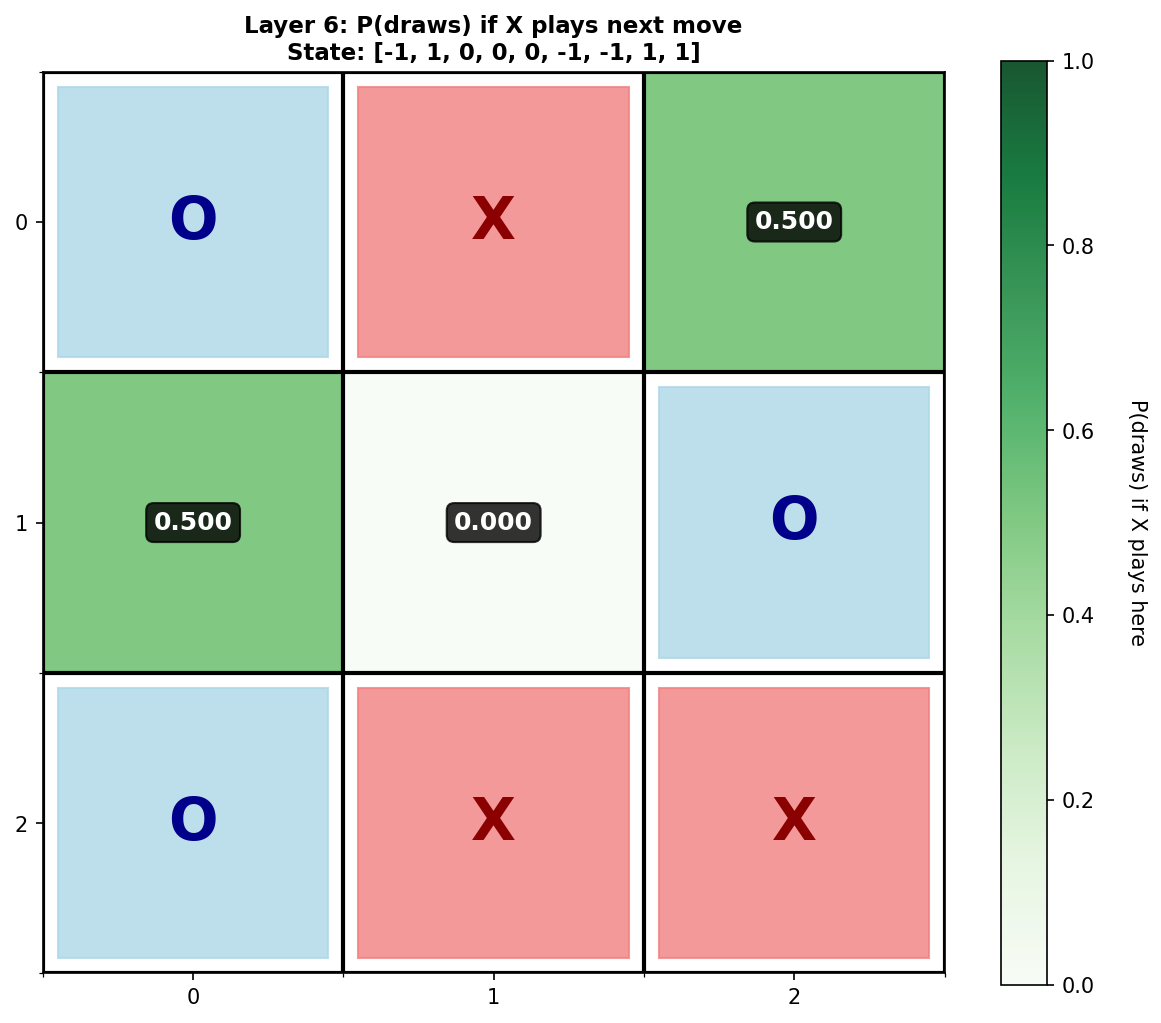 Layer 6: P(draws) if X plays next move
State: [-1, 1, 0, 0, 0, -1, -1, 1, 1]
O X 0.500
0.500 0.000 O
O X X
0
1
2
0 1 2
1.0
0.8
0.6
0.4
0.2
0.0
P(draws) if X plays here